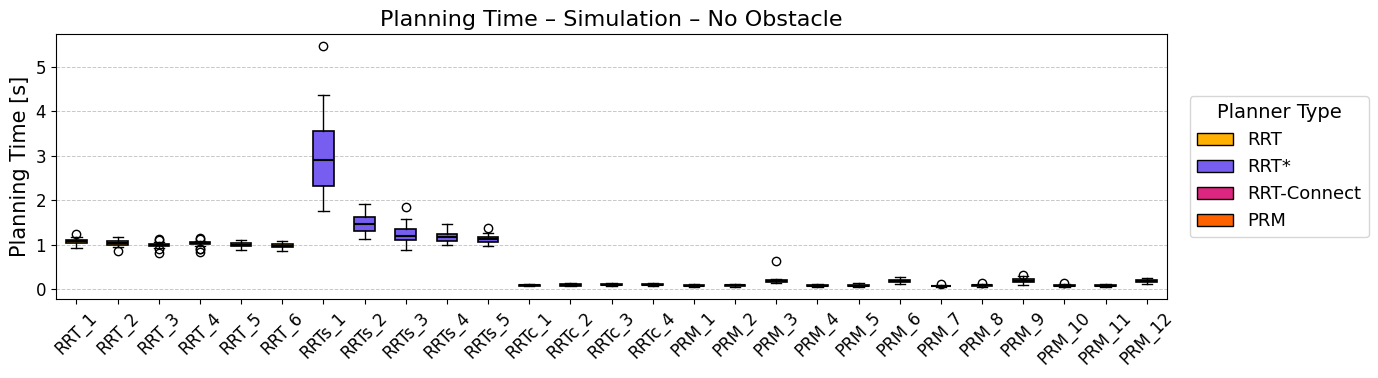 Planning Time – Simulation – No Obstacle
Planning Time [s]
5
4
3
2
1
0
RRT_1
RRT_2
RRT_3
RRT_4
RRT_5
RRT_6
RRTs_1
RRTs_2
RRTs_3
RRTs_4
RRTs_5
RRTc_1
RRTc_2
RRTc_3
RRTc_4
PRM_1
PRM_2
PRM_3
PRM_4
PRM_5
PRM_6
PRM_7
PRM_8
PRM_9
PRM_10
PRM_11
PRM_12
Planner Type
RRT
RRT*
RRT-Connect
PRM